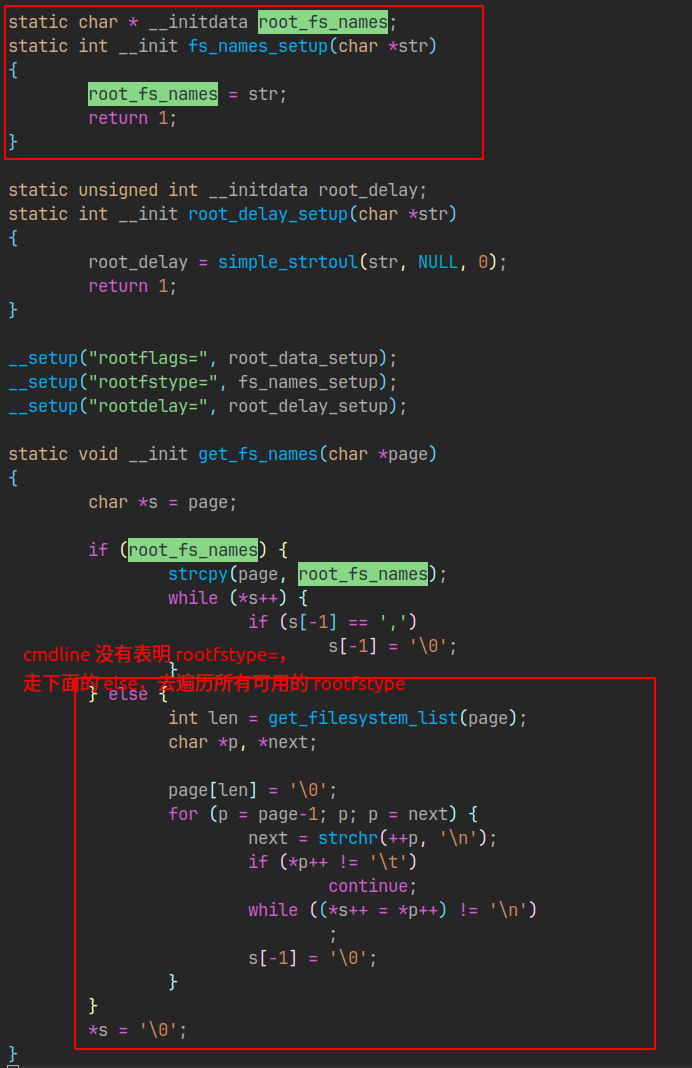 static char * __initdata root_fs_names;
static int __init fs_names_setup(char *str)
{
        root_fs_names = str;
        return 1;
}

static unsigned int __initdata root_delay;
static int __init root_delay_setup(char *str)
{
        root_delay = simple_strtoul(str, NULL, 0);
        return 1;
}

__setup("rootflags=", root_data_setup);
__setup("rootfstype=", fs_names_setup);
__setup("rootdelay=", root_delay_setup);

static void __init get_fs_names(char *page)
{
        char *s = page;

        if (root_fs_names) {
                strcpy(page, root_fs_names);
                while (*s++) {
                        if (s[-1] == ',')
                                s[-1] = '\0';
cmdline 没有表明 rootfstype=，
                }
走下面的 else，去遍历所有可用的 rootfstype
        } else {
                int len = get_filesystem_list(page);
                char *p, *next;

                page[len] = '\0';
                for (p = page-1; p; p = next) {
                        next = strchr(++p, '\n');
                        if (*p++ != '\t')
                                continue;
                        while ((*s++ = *p++) != '\n')
                                ;
                        s[-1] = '\0';
                }
        }
        *s = '\0';
}